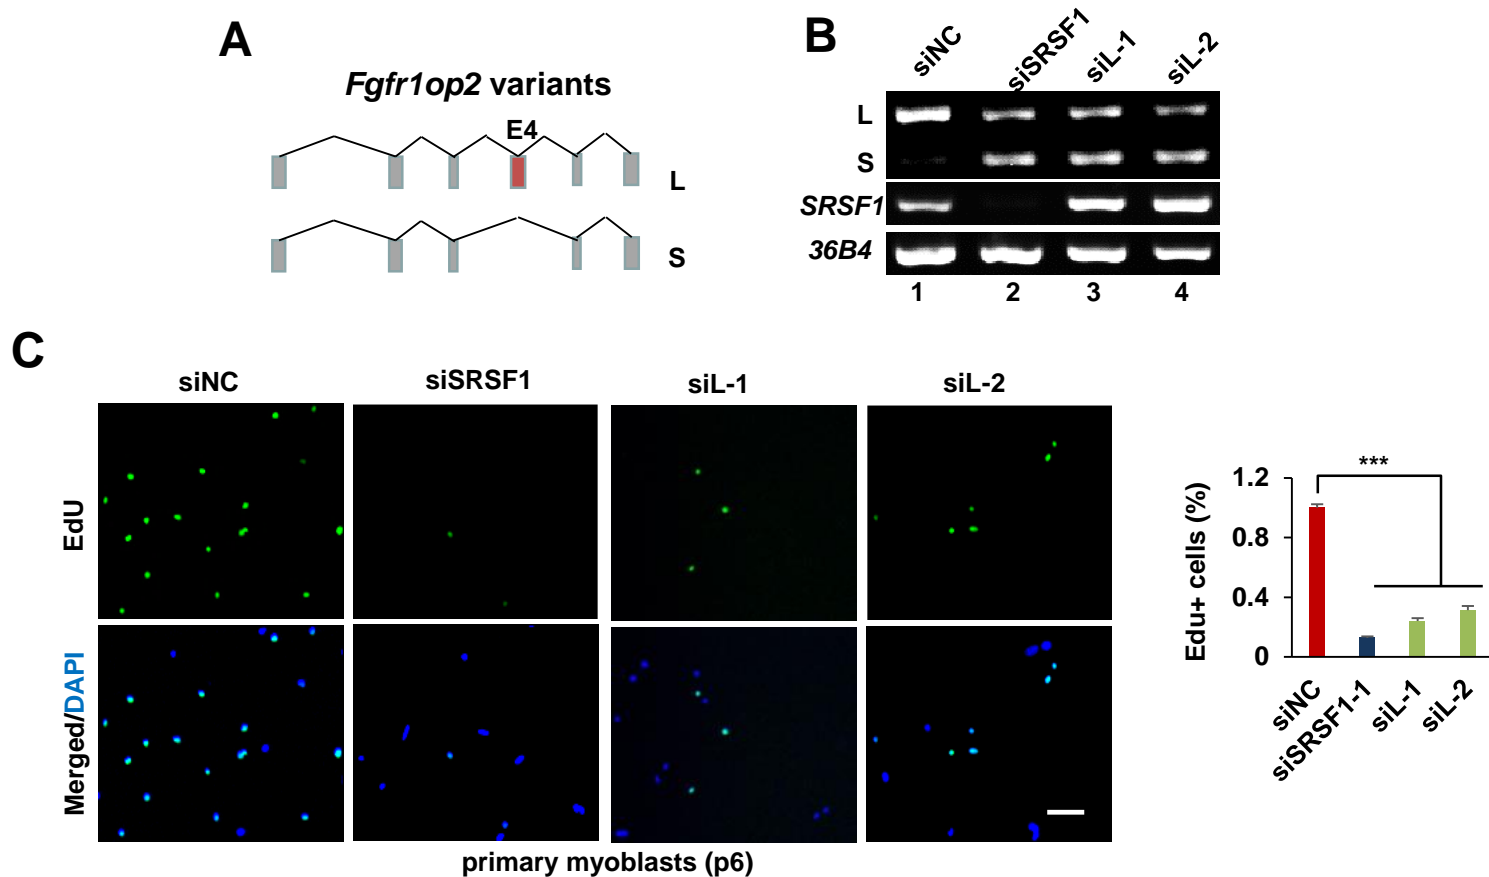 A
Fgfr1op2 variants
E4
L
S
B
siNC
siSRSF1
siL-1
siL-2
L
S
SRSF1
36B4
1 2 3 4
C
siNC siSRSF1 siL-1 siL-2
EdU
Merged/DAPI
primary myoblasts (p6)
***
Edu+ cells (%)
1.2
0.8
0.4
0
siNC
siSRSF1-1
siL-1
siL-2